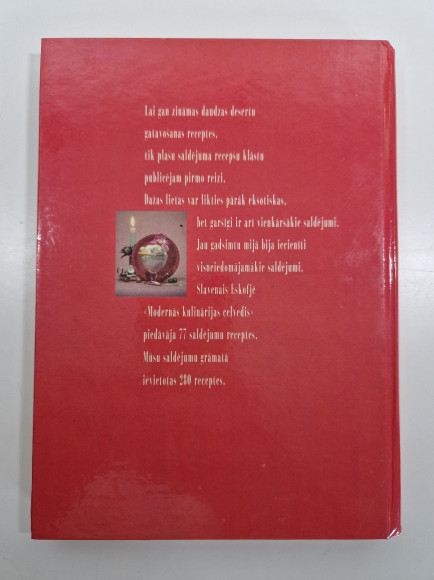 Lai gan zināmas daudzas desertu
gatavošanas receptes,
tik plašu saldējuma recepšu klāstu
publicējam pirmo reizi.
Dažas lietas var likties pārāk eksotiskas,
bet garšīgi ir arī vienkāršākie saldējumi.
Jau gadsimtu mijā bija iecienīti
visneiedomājamākie saldējumi.
Slavenais Eskofjē
«Modernās kulinārijas ceļvedis»
piedāvāja 77 saldējumu receptes.
Mūsu saldējumu grāmatā
ievietotas 280 receptes.